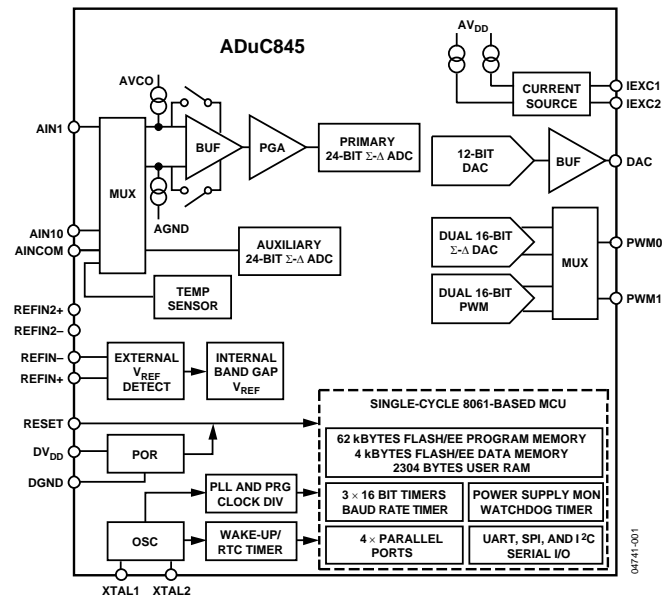 ADuC845
AVCO
AIN1
MUX
BUF
PGA
PRIMARY
24-BIT Σ-Δ ADC
AGND
AIN10
AINCOM
AUXILIARY
24-BIT Σ-Δ ADC
TEMP
SENSOR
REFIN2+
REFIN2–
REFIN–
REFIN+
EXTERNAL
VREF
DETECT
INTERNAL
BAND GAP
VREF
AVDD
CURRENT
SOURCE
IEXC1
IEXC2
12-BIT
DAC
BUF
DAC
DUAL 16-BIT
Σ-Δ DAC
DUAL 16-BIT
PWM
MUX
PWM0
PWM1
RESET
DVDD
DGND
POR
PLL AND PRG
CLOCK DIV
OSC
WAKE-UP/
RTC TIMER
XTAL1
XTAL2
SINGLE-CYCLE 8061-BASED MCU
62 kBYTES FLASH/EE PROGRAM MEMORY
4 kBYTES FLASH/EE DATA MEMORY
2304 BYTES USER RAM
3 × 16 BIT TIMERS
BAUD RATE TIMER
POWER SUPPLY MON
WATCHDOG TIMER
4 × PARALLEL
PORTS
UART, SPI, AND I2C
SERIAL I/O
04741-001